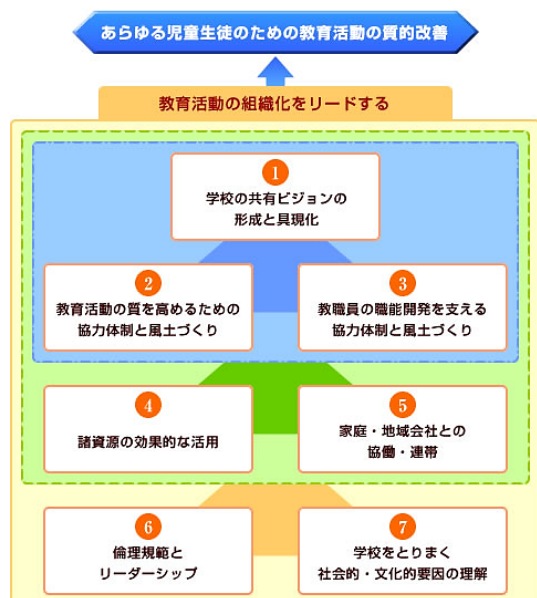 あらゆる児童生徒のための教育活動の質的改善
教育活動の組織化をリードする
1
学校の共有ビジョンの
形成と具現化
2
教育活動の質を高めるための
協力体制と風土づくり
3
教職員の職能開発を支える
協力体制と風土づくり
4
諸資源の効果的な活用
5
家庭・地域会社との
協働・連帯
6
倫理規範と
リーダーシップ
7
学校をとりまく
社会的・文化的要因の理解